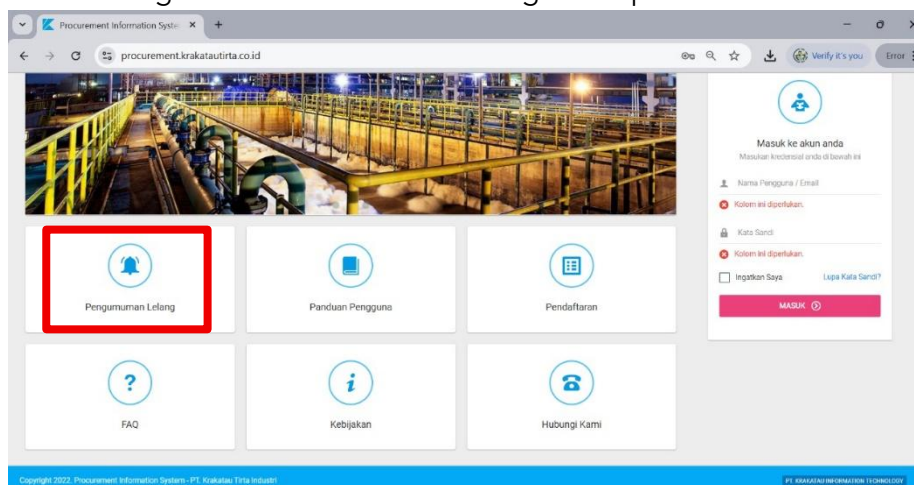 Procurement Information Syste
procurement.krakatautirta.co.id
Verify it's you
Error
Masuk ke akun anda
Masukan kredensial anda di bawah ini
Nama Pengguna / Email
Kolom ini diperlukan.
Kata Sandi
Kolom ini diperlukan.
Ingatkan Saya
Lupa Kata Sandi?
MASUK
Pengumuman Lelang
Panduan Pengguna
Pendaftaran
FAQ
Kebijakan
Hubungi Kami
Copyright 2022, Procurement Information System - PT. Krakatau Tirta Industri
PT. KRAKATAU INFORMATION TECHNOLOGY